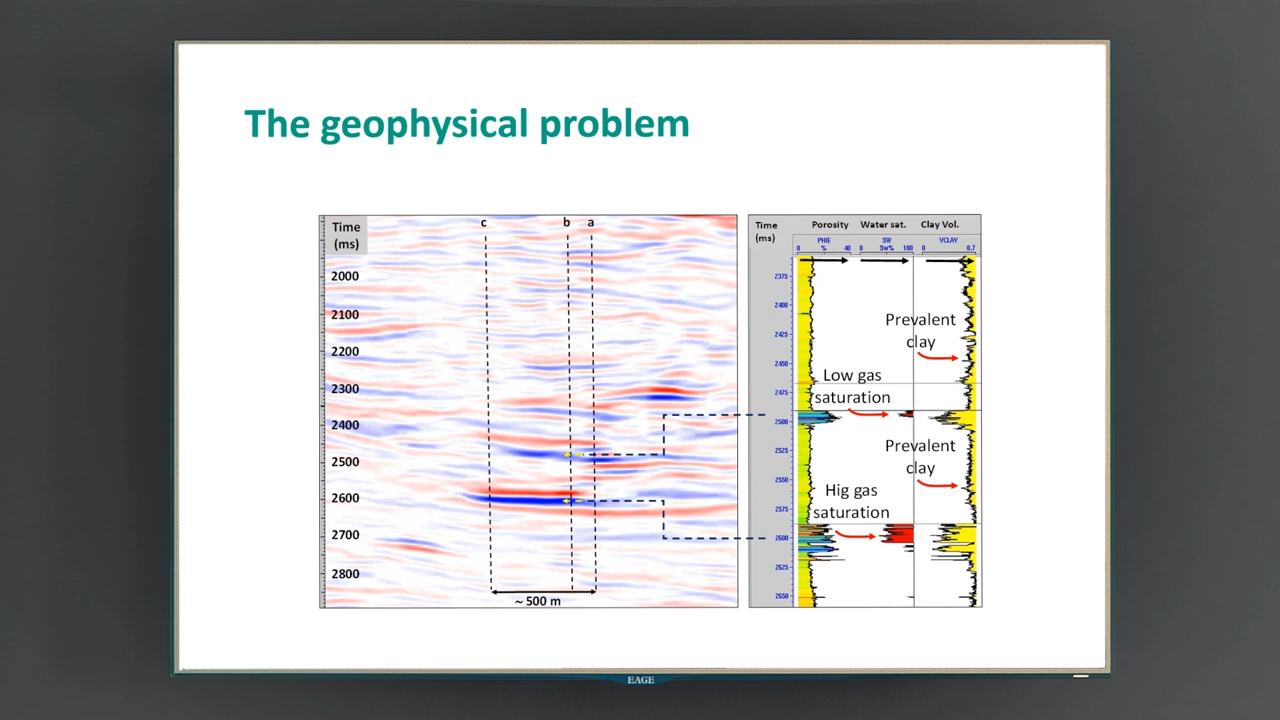 The geophysical problem
Time
(ms)
c
b
a
2000
2100
2200
2300
2400
2500
2600
2700
2800
~ 500 m
Time
(ms)
Porosity
Water sat.
Clay Vol.
PHIE
SW
VCLAY
0
%
40
0
Sw%
100
0
0.7
2375
2400
2425
2450
2475
2500
2525
2550
2575
2600
2625
2650
Prevalent
clay
Low gas
saturation
Prevalent
clay
Hig gas
saturation
EAGE